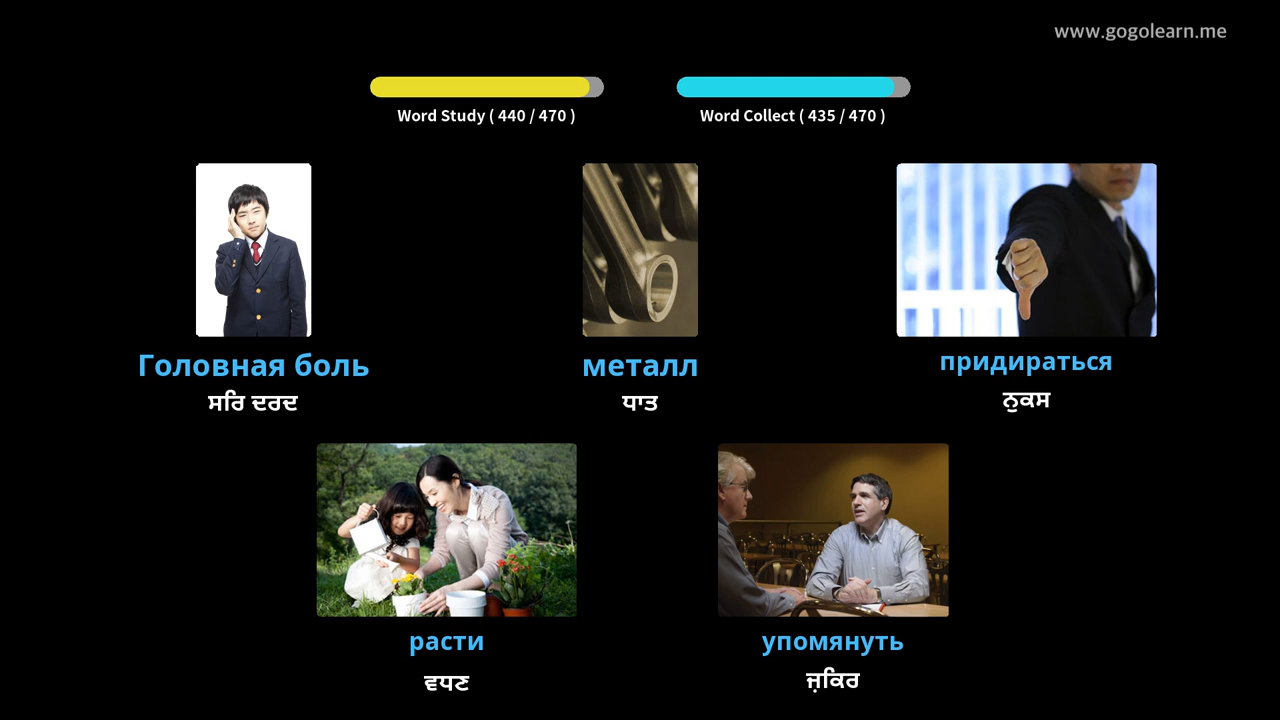 www.gogolearn.me
Word Study ( 440 / 470 )
Word Collect ( 435 / 470 )
Головная боль
ਸਿਰ ਦਰਦ
металл
ਧਾਤ
придираться
ਨੁਕਸ
расти
ਵਧਣ
упомянуть
ਜ਼ਿਕਰ